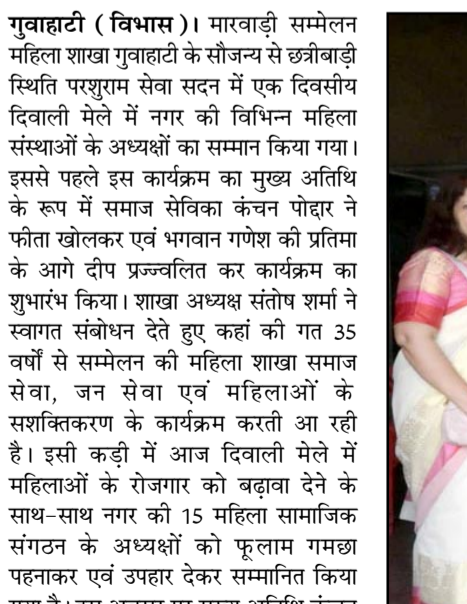 गुवाहाटी ( विभास )। मारवाड़ी सम्मेलन
महिला शाखा गुवाहाटी के सौजन्य से छत्रीबाड़ी
स्थिति परशुराम सेवा सदन में एक दिवसीय
दिवाली मेले में नगर की विभिन्न महिला
संस्थाओं के अध्यक्षों का सम्मान किया गया।
इससे पहले इस कार्यक्रम का मुख्य अतिथि
के रूप में समाज सेविका कंचन पोद्दार ने
फीता खोलकर एवं भगवान गणेश की प्रतिमा
के आगे दीप प्रज्ज्वलित कर कार्यक्रम का
शुभारंभ किया। शाखा अध्यक्ष संतोष शर्मा ने
स्वागत संबोधन देते हुए कहां की गत 35
वर्षों से सम्मेलन की महिला शाखा समाज
सेवा, जन सेवा एवं महिलाओं के
सशक्तिकरण के कार्यक्रम करती आ रही
है। इसी कड़ी में आज दिवाली मेले में
महिलाओं के रोजगार को बढ़ावा देने के
साथ-साथ नगर की 15 महिला सामाजिक
संगठन के अध्यक्षों को फूलाम गमछा
पहनाकर एवं उपहार देकर सम्मानित किया